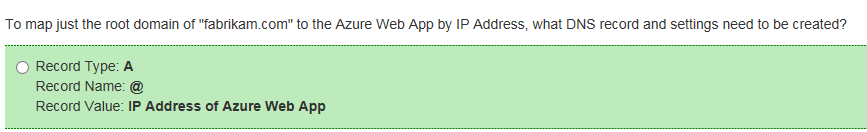 To map just the root domain of "fabrikam.com" to the Azure Web App by IP Address, what DNS record and settings need to be created?
Record Type: A
Record Name: @
Record Value: IP Address of Azure Web App